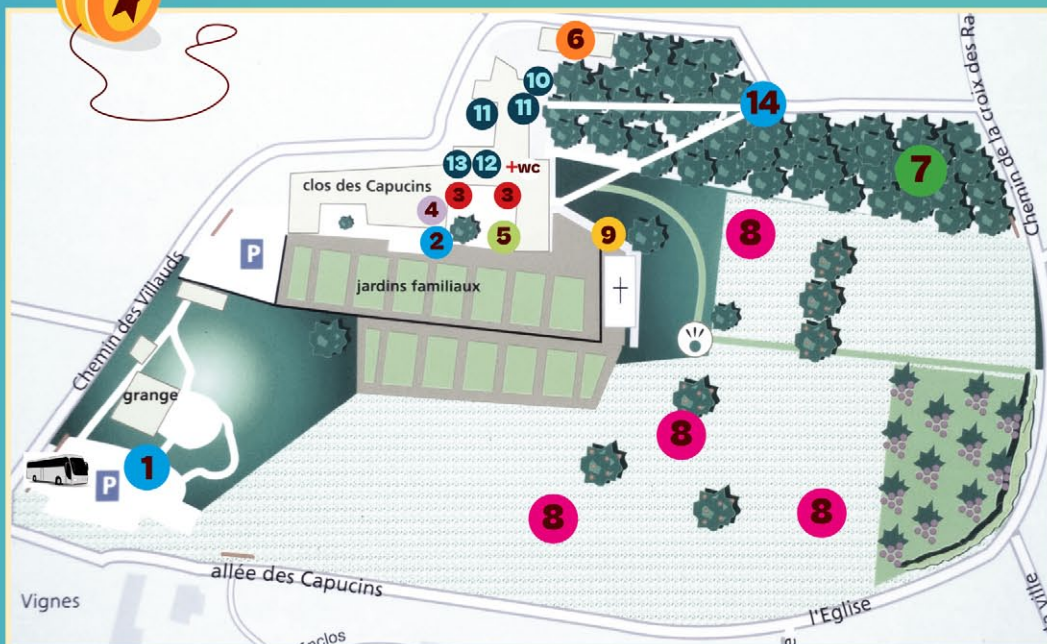 6
10
14
11
11
Chemin de la croix des Ra
13
12
+wc
7
clos des Capucins
3
3
4
8
2
5
9
P
jardins familiaux
Chemin des Villauds
grange
8
1
P
8
8
allée des Capucins
Vignes
l'Eglise